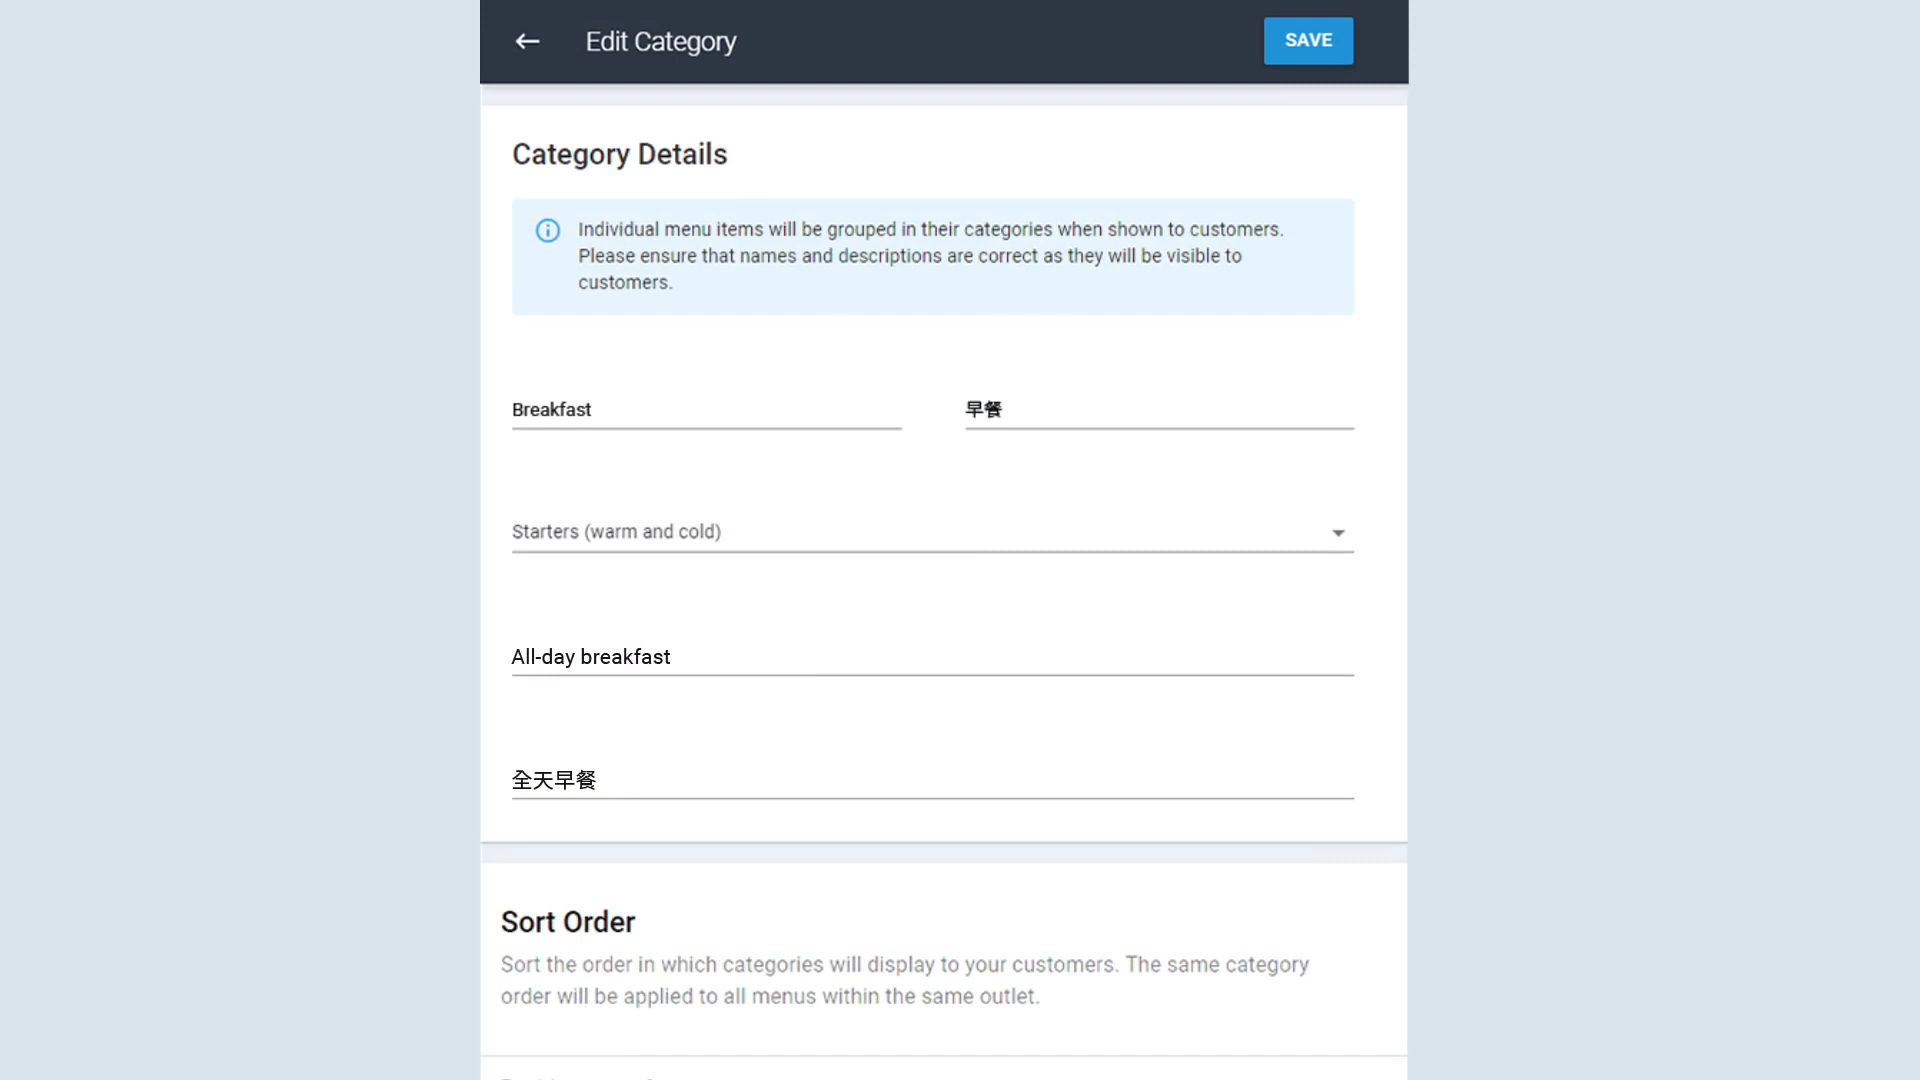 Edit Category
SAVE
Category Details
Individual menu items will be grouped in their categories when shown to customers.
Please ensure that names and descriptions are correct as they will be visible to
customers.
Breakfast
早餐
Starters (warm and cold)
All-day breakfast
全天早餐
Sort Order
Sort the order in which categories will display to your customers. The same category
order will be applied to all menus within the same outlet.